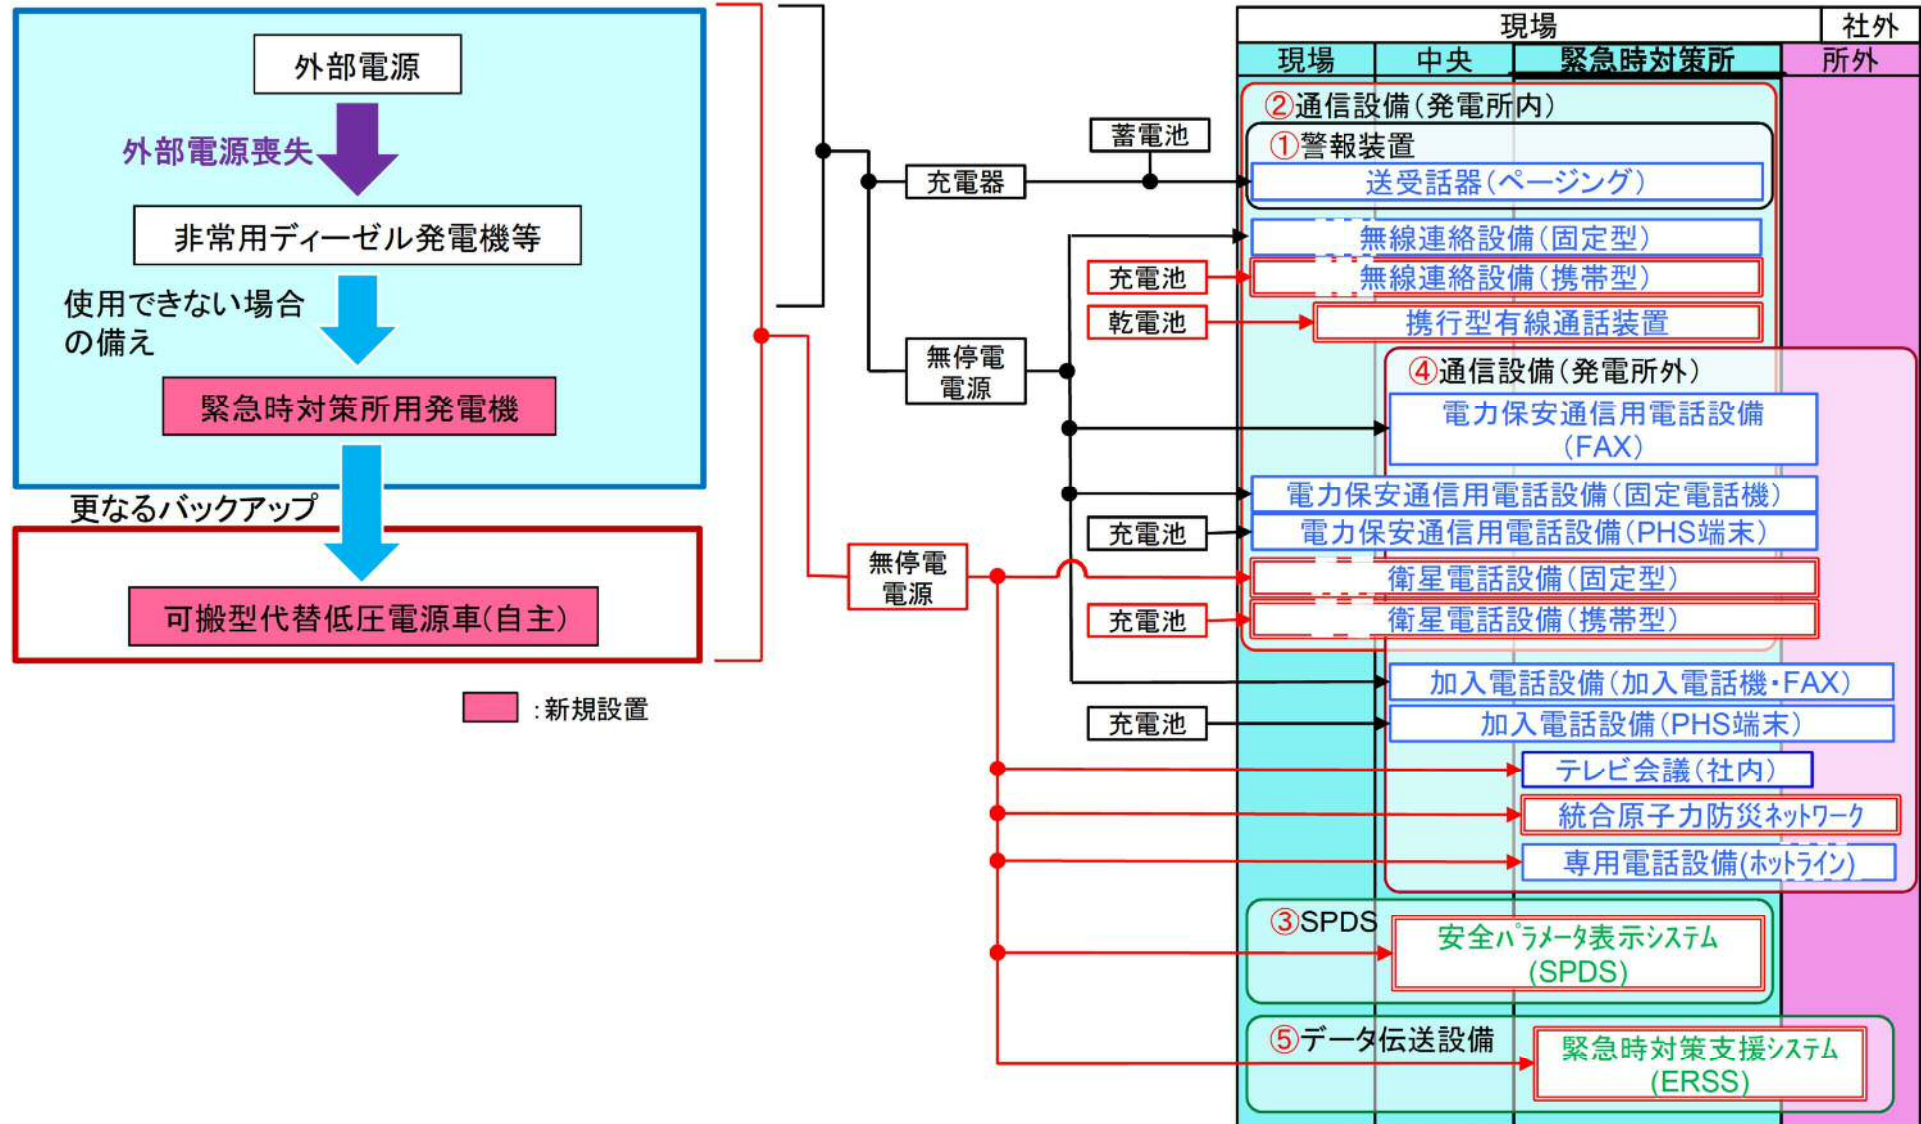 外部電源
外部電源喪失
非常用ディーゼル発電機等
使用できない場合
の備え
緊急時対策所用発電機
更なるバックアップ
可搬型代替低圧電源車(自主)
:新規設置
充電器
蓄電池
無停電
電源
充電池
乾電池
充電池
無停電
電源
充電池
充電池
現場
社外
現場
中央
緊急時対策所
所外
②通信設備(発電所内)
①警報装置
送受話器(ページング)
無線連絡設備(固定型)
無線連絡設備(携帯型)
携行型有線通話装置
④通信設備(発電所外)
電力保安通信用電話設備
(FAX)
電力保安通信用電話設備(固定電話機)
電力保安通信用電話設備(PHS端末)
衛星電話設備(固定型)
衛星電話設備(携帯型)
加入電話設備(加入電話機・FAX)
加入電話設備(PHS端末)
テレビ会議(社内)
統合原子力防災ﾈｯﾄﾜｰｸ
専用電話設備(ﾎｯﾄﾗｲﾝ)
③SPDS
安全ﾊﾟﾗﾒｰﾀ表示ｼｽﾃﾑ
(SPDS)
⑤データ伝送設備
緊急時対策支援ｼｽﾃﾑ
(ERSS)